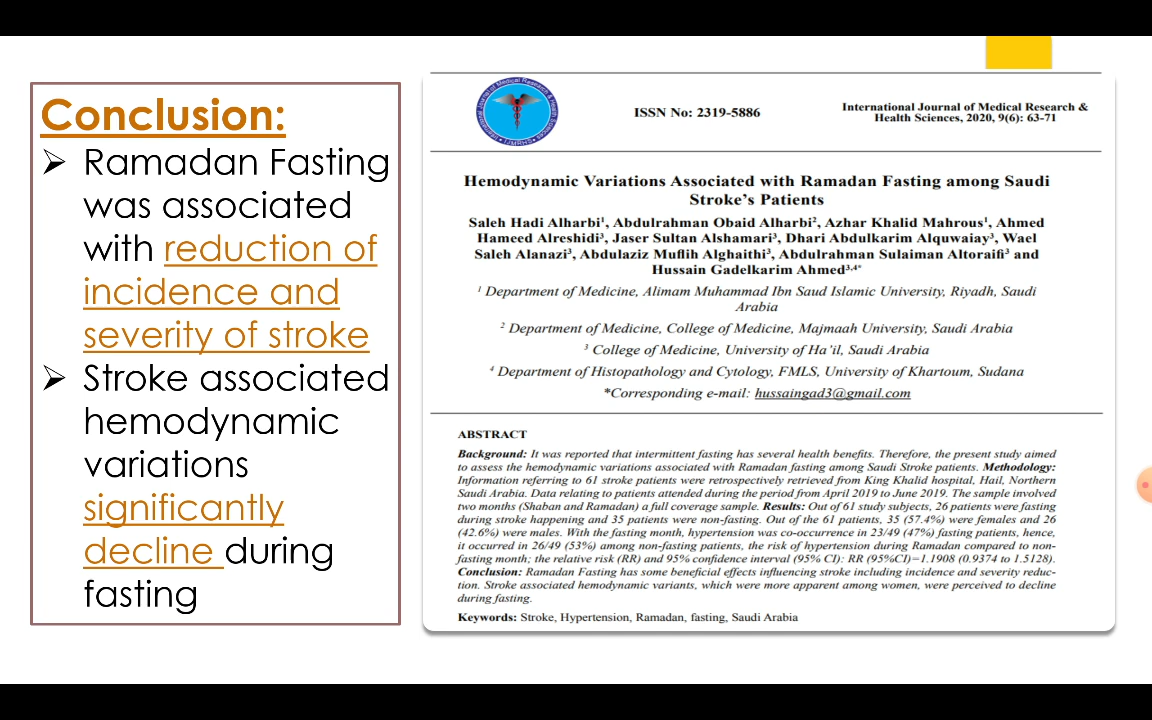 Conclusion:
➢ Ramadan Fasting
was associated
with reduction of
incidence and
severity of stroke
➢ Stroke associated
hemodynamic
variations
significantly
decline during
fasting
ISSN No: 2319-5886
International Journal of Medical Research &
Health Sciences, 2020, 9(6): 63-71
Hemodynamic Variations Associated with Ramadan Fasting among Saudi
Stroke's Patients
Saleh Hadi Alharbi¹, Abdulrahman Obaid Alharbi², Azhar Khalid Mahrous¹, Ahmed
Hameed Alreshidi³, Jaser Sultan Alshamari³, Dhari Abdulkarim Alquwaiay³, Wael
Saleh Alanazi³, Abdulaziz Muflih Alghaithi³, Abdulrahman Sulaiman Altoraifi³ and
Hussain Gadelkarim Ahmed³,⁴*
¹ Department of Medicine, Alimam Muhammad Ibn Saud Islamic University, Riyadh, Saudi
Arabia
² Department of Medicine, College of Medicine, Majmaah University, Saudi Arabia
³ College of Medicine, University of Ha'il, Saudi Arabia
⁴ Department of Histopathology and Cytology, FMLS, University of Khartoum, Sudana
*Corresponding e-mail: hussaingad3@gmail.com
ABSTRACT
Background: It was reported that intermittent fasting has several health benefits. Therefore, the present study aimed
to assess the hemodynamic variations associated with Ramadan fasting among Saudi Stroke patients. Methodology:
Information referring to 61 stroke patients were retrospectively retrieved from King Khalid hospital, Hail, Northern
Saudi Arabia. Data relating to patients attended during the period from April 2019 to June 2019. The sample involved
two months (Shaban and Ramadan) a full coverage sample. Results: Out of 61 study subjects, 26 patients were fasting
during stroke happening and 35 patients were non-fasting. Out of the 61 patients, 35 (57.4%) were females and 26
(42.6%) were males. With the fasting month, hypertension was co-occurrence in 23/49 (47%) fasting patients, hence,
it occurred in 26/49 (53%) among non-fasting patients, the risk of hypertension during Ramadan compared to non-
fasting month; the relative risk (RR) and 95% confidence interval (95% CI): RR (95%CI)=1.1908 (0.9374 to 1.5128).
Conclusion: Ramadan Fasting has some beneficial effects influencing stroke including incidence and severity reduc-
tion. Stroke associated hemodynamic variants, which were more apparent among women, were perceived to decline
during fasting.
Keywords: Stroke, Hypertension, Ramadan, fasting, Saudi Arabia